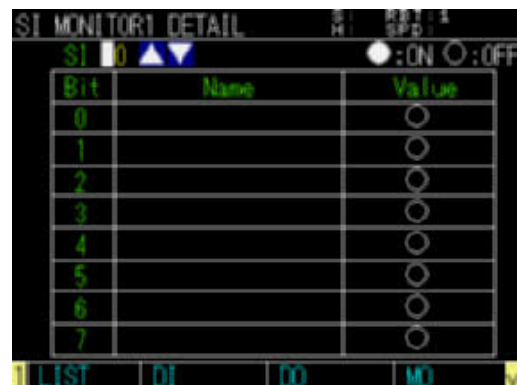 SI MONITOR1 DETAIL
SI 0 :ON :OFF
Bit Name Value
0
1
2
3
4
5
6
7
1 LIST DI DO MO